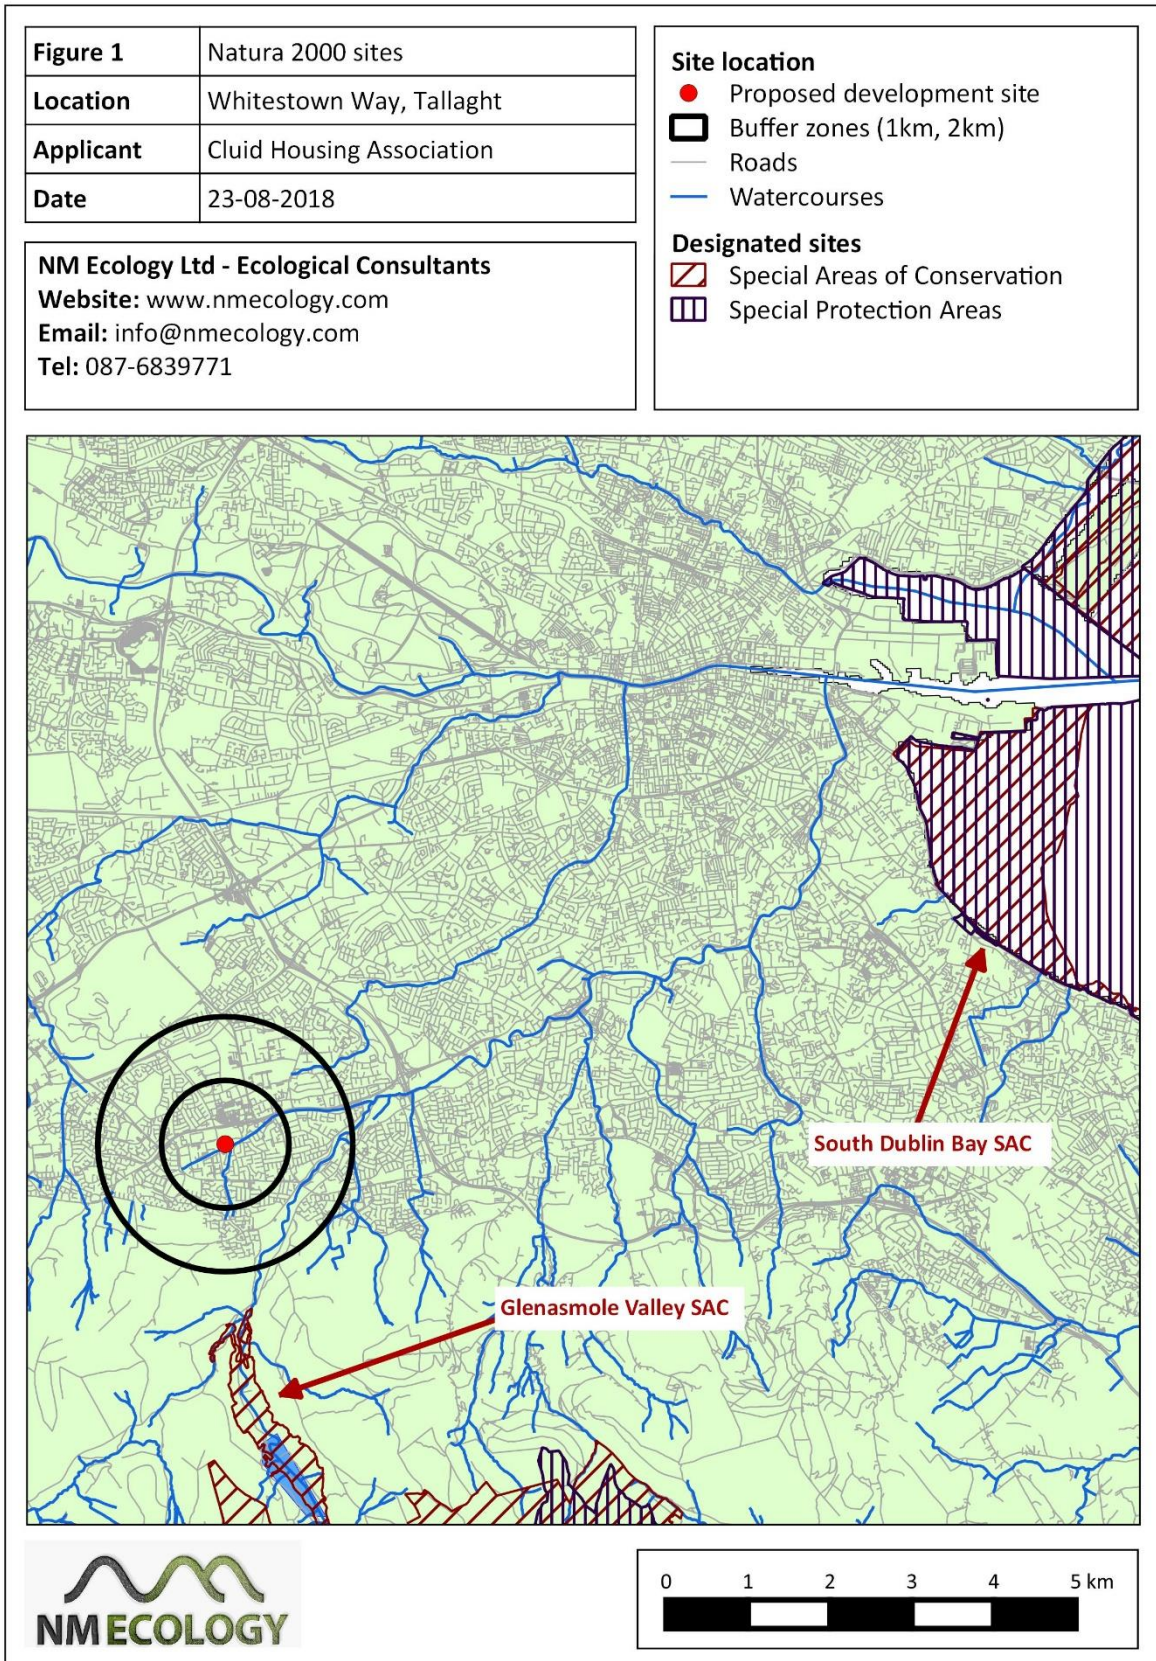 Figure 1 Natura 2000 sites
Location Whitestown Way, Tallaght
Applicant Cluid Housing Association
Date 23-08-2018
NM Ecology Ltd - Ecological Consultants
Website: www.nmecology.com
Email: info@nmecology.com
Tel: 087-6839771
Site location
Proposed development site
Buffer zones (1km, 2km)
Roads
Watercourses
Designated sites
Special Areas of Conservation
Special Protection Areas
South Dublin Bay SAC
Glenasmole Valley SAC
NM ECOLOGY
0 1 2 3 4 5 km